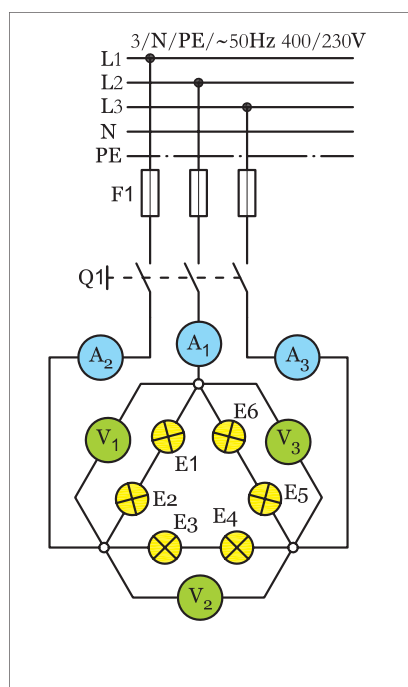 3/N/PE/~50Hz 400/230V
L1
L2
L3
N
PE
F1
Q1
A₁
A₂
A₃
E6
V₁
V₃
E1
E5
E2
E3
E4
V₂